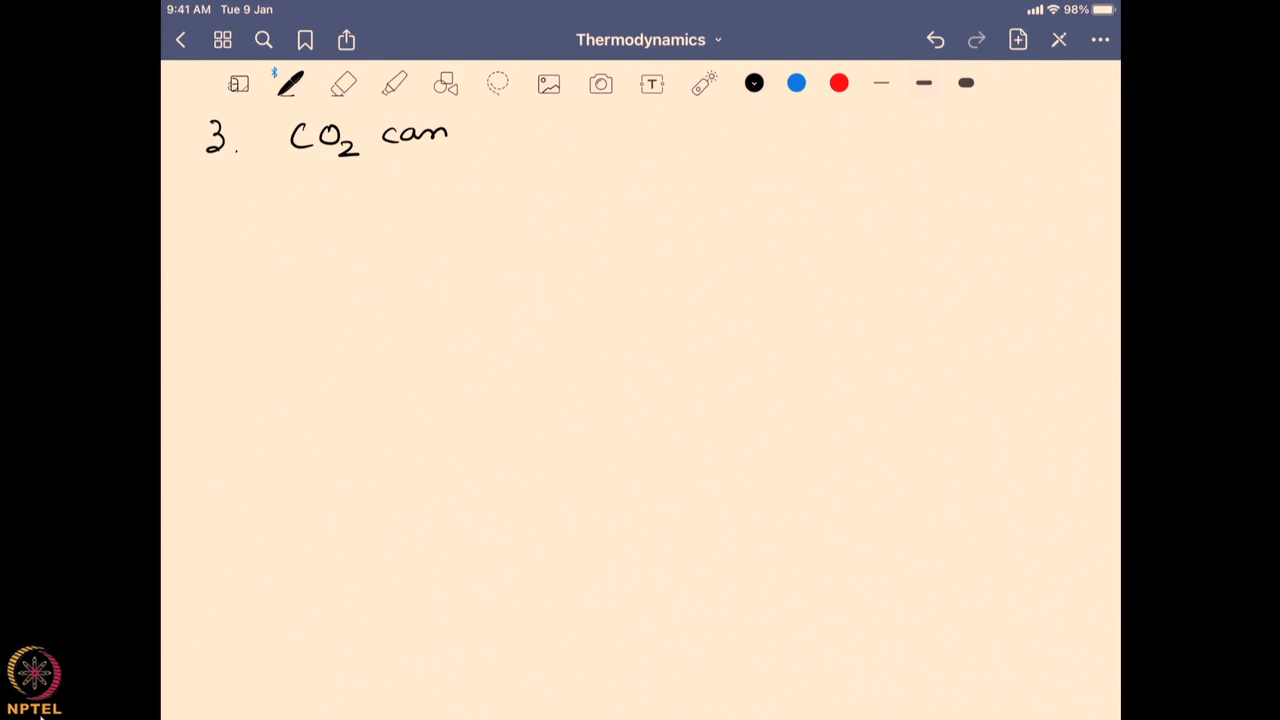 9:41 AM Tue 9 Jan
98%
Thermodynamics
T
3. CO2 can
NPTEL